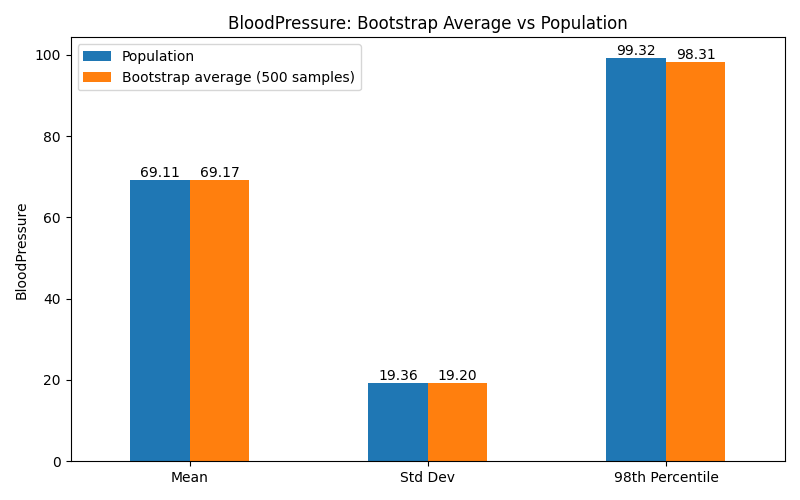 BloodPressure: Bootstrap Average vs Population
Population
Bootstrap average (500 samples)
BloodPressure
100
80
60
40
20
0
69.11
69.17
19.36
19.20
99.32
98.31
Mean
Std Dev
98th Percentile